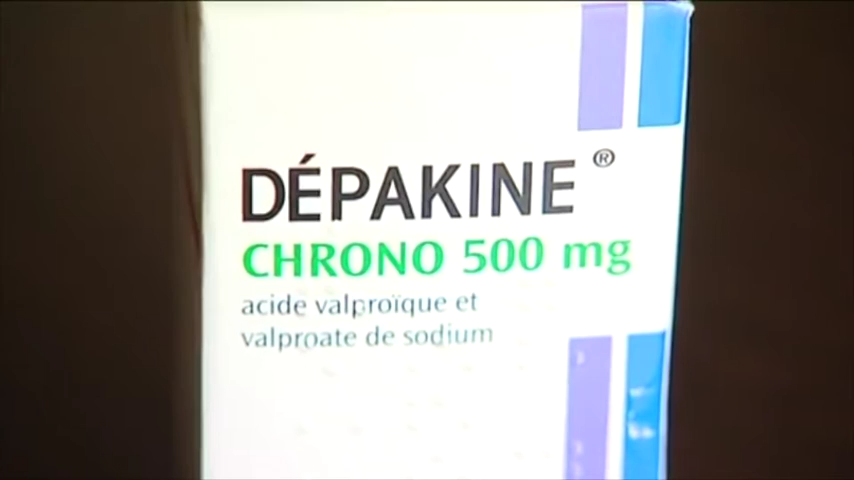 DÉPAKINE ®
CHRONO 500 mg
acide valproïque et
valproate de sodium